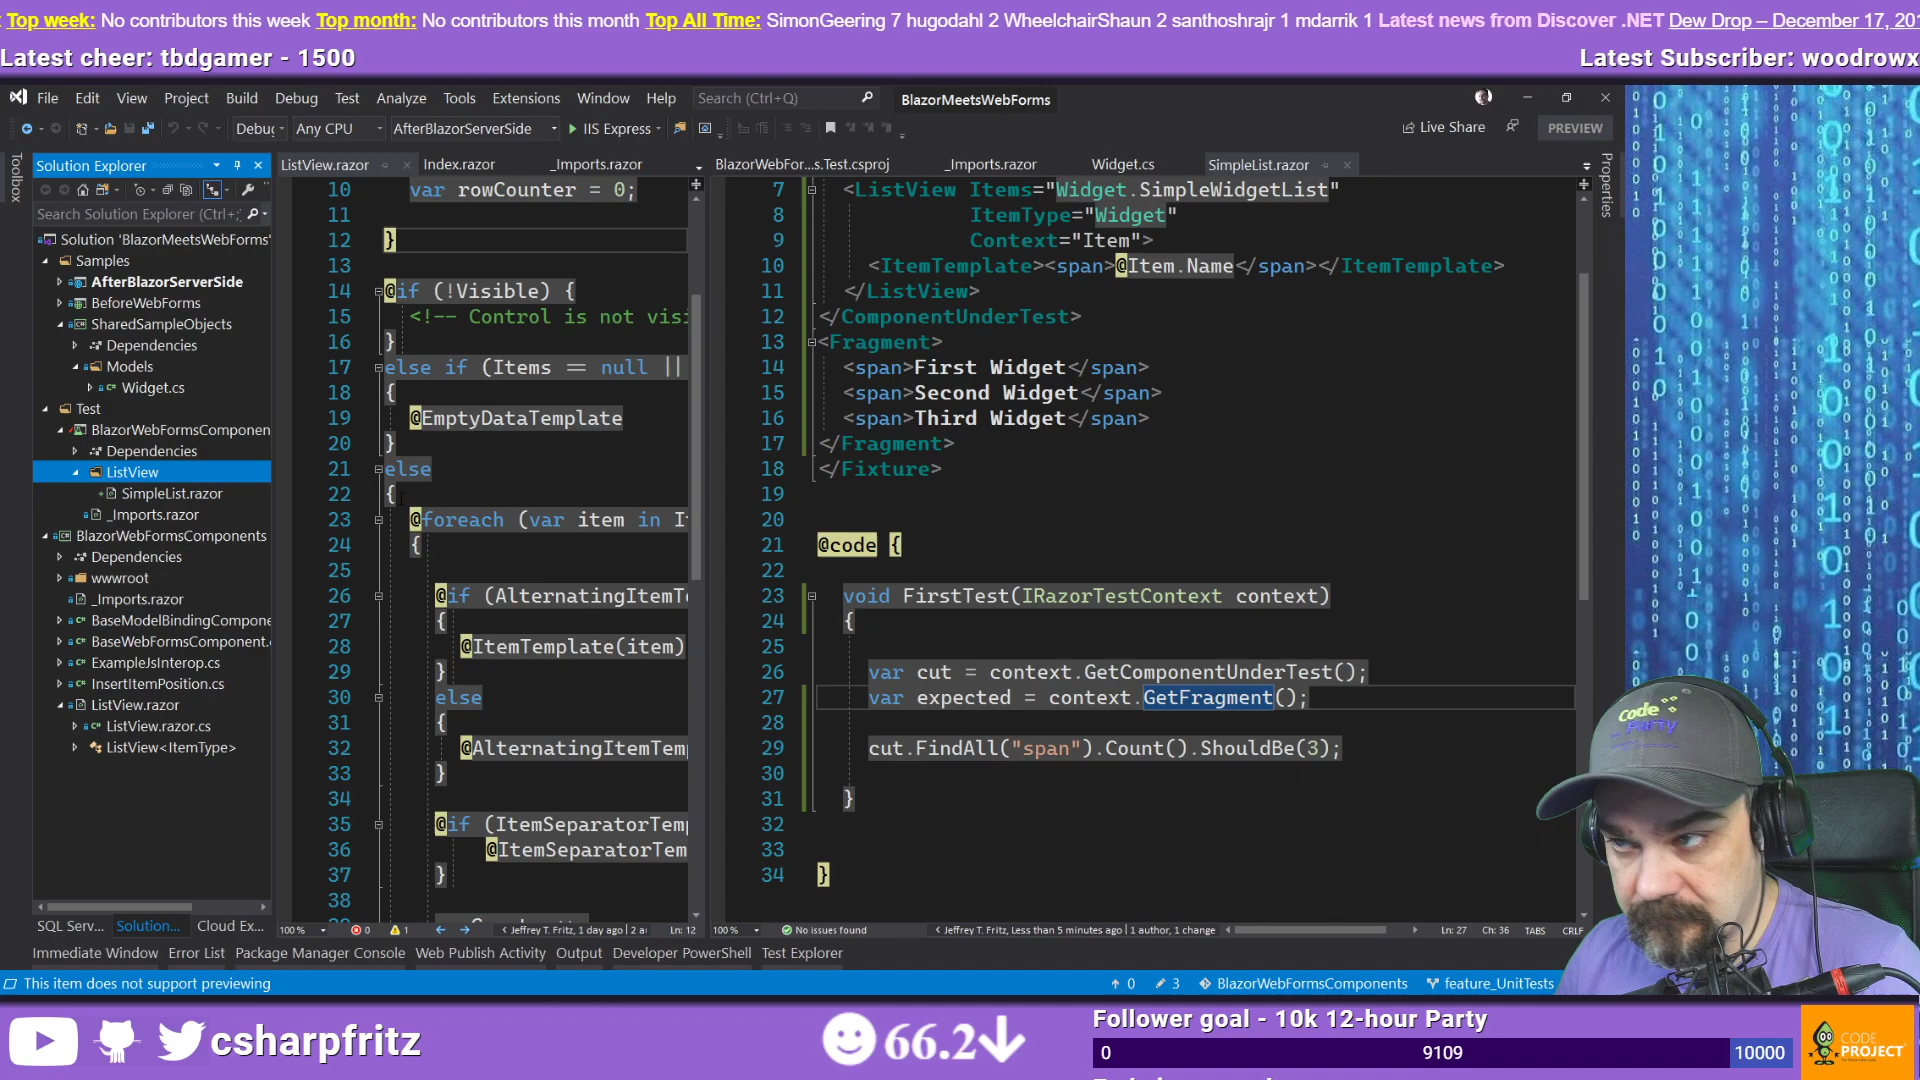 Top week: No contributors this week Top month: No contributors this month Top All Time: SimonGeering 7 hugodahl 2 WheelchairShaun 2 santhoshrajr 1 mdarrik 1 Latest news from Discover .NET Dew Drop – December 17, 201
Latest cheer: tbdgamer - 1500
Latest Subscriber: woodrowx
File Edit View Project Build Debug Test Analyze Tools Extensions Window Help Search (Ctrl+Q) BlazorMeetsWebForms
Debug Any CPU AfterBlazorServerSide IIS Express Live Share PREVIEW
Toolbox
Solution Explorer
Search Solution Explorer (Ctrl+;
Solution 'BlazorMeetsWebForms'
Samples
AfterBlazorServerSide
BeforeWebForms
SharedSampleObjects
Dependencies
Models
Widget.cs
Test
BlazorWebFormsComponen
Dependencies
ListView
SimpleList.razor
_Imports.razor
BlazorWebFormsComponents
Dependencies
wwwroot
_Imports.razor
BaseModelBindingCompone
BaseWebFormsComponent.
ExampleJsInterop.cs
InsertItemPosition.cs
ListView.razor
ListView.razor.cs
ListView<ItemType>
SQL Serv... Solution... Cloud Ex...
ListView.razor Index.razor _Imports.razor
10 var rowCounter = 0;
11
12 }
13
14 @if (!Visible) {
15 <!-- Control is not visi
16 }
17 else if (Items == null ||
18 {
19 @EmptyDataTemplate
20 }
21 else
22 {
23 @foreach (var item in It
24 {
25
26 @if (AlternatingItemTe
27 {
28 @ItemTemplate(item)
29 }
30 else
31 {
32 @AlternatingItemTemp
33 }
34
35 @if (ItemSeparatorTemp
36 @ItemSeparatorTem
37 }
38
100 % 0 1 Jeffrey T. Fritz, 1 day ago | 2 a Ln: 12
BlazorWebFor...s.Test.csproj _Imports.razor Widget.cs SimpleList.razor
Properties
7 <ListView Items="Widget.SimpleWidgetList"
8 ItemType="Widget"
9 Context="Item">
10 <ItemTemplate><span>@Item.Name</span></ItemTemplate>
11 </ListView>
12 </ComponentUnderTest>
13 <Fragment>
14 <span>First Widget</span>
15 <span>Second Widget</span>
16 <span>Third Widget</span>
17 </Fragment>
18 </Fixture>
19
20
21 @code {
22
23 void FirstTest(IRazorTestContext context)
24 {
25
26 var cut = context.GetComponentUnderTest();
27 var expected = context.GetFragment();
28
29 cut.FindAll("span").Count().ShouldBe(3);
30
31 }
32
33
34 }
100 % No issues found Jeffrey T. Fritz, Less than 5 minutes ago | 1 author, 1 change Ln: 27 Ch: 36 TABS CRLF
Immediate Window Error List Package Manager Console Web Publish Activity Output Developer PowerShell Test Explorer
This item does not support previewing 0 3 BlazorWebFormsComponents feature_UnitTests
code party
csharpfritz
66.2
Follower goal - 10k 12-hour Party
0 9109 10000
CODE PROJECT